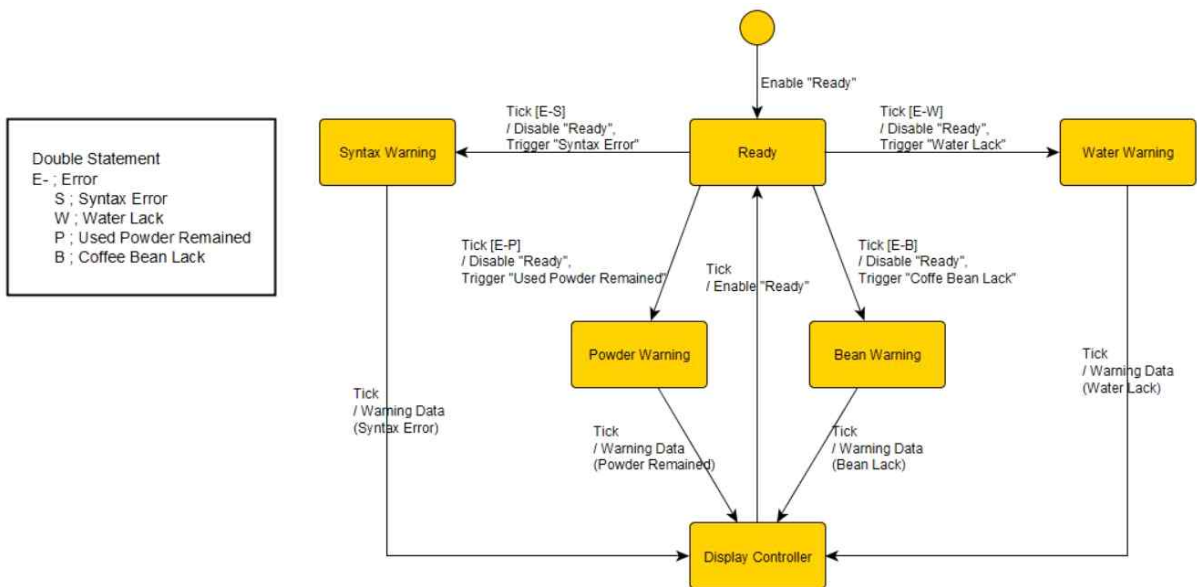 Enable "Ready"
Tick [E-S]
/ Disable "Ready",
Trigger "Syntax Error"
Tick [E-W]
/ Disable "Ready",
Trigger "Water Lack"
Syntax Warning
Ready
Water Warning
Double Statement
E- ; Error
S ; Syntax Error
W ; Water Lack
P ; Used Powder Remained
B ; Coffee Bean Lack
Tick [E-P]
/ Disable "Ready",
Trigger "Used Powder Remained"
Tick
/ Enable "Ready"
Tick [E-B]
/ Disable "Ready",
Trigger "Coffe Bean Lack"
Powder Warning
Bean Warning
Tick
/ Warning Data
(Syntax Error)
Tick
/ Warning Data
(Powder Remained)
Tick
/ Warning Data
(Bean Lack)
Tick
/ Warning Data
(Water Lack)
Display Controller